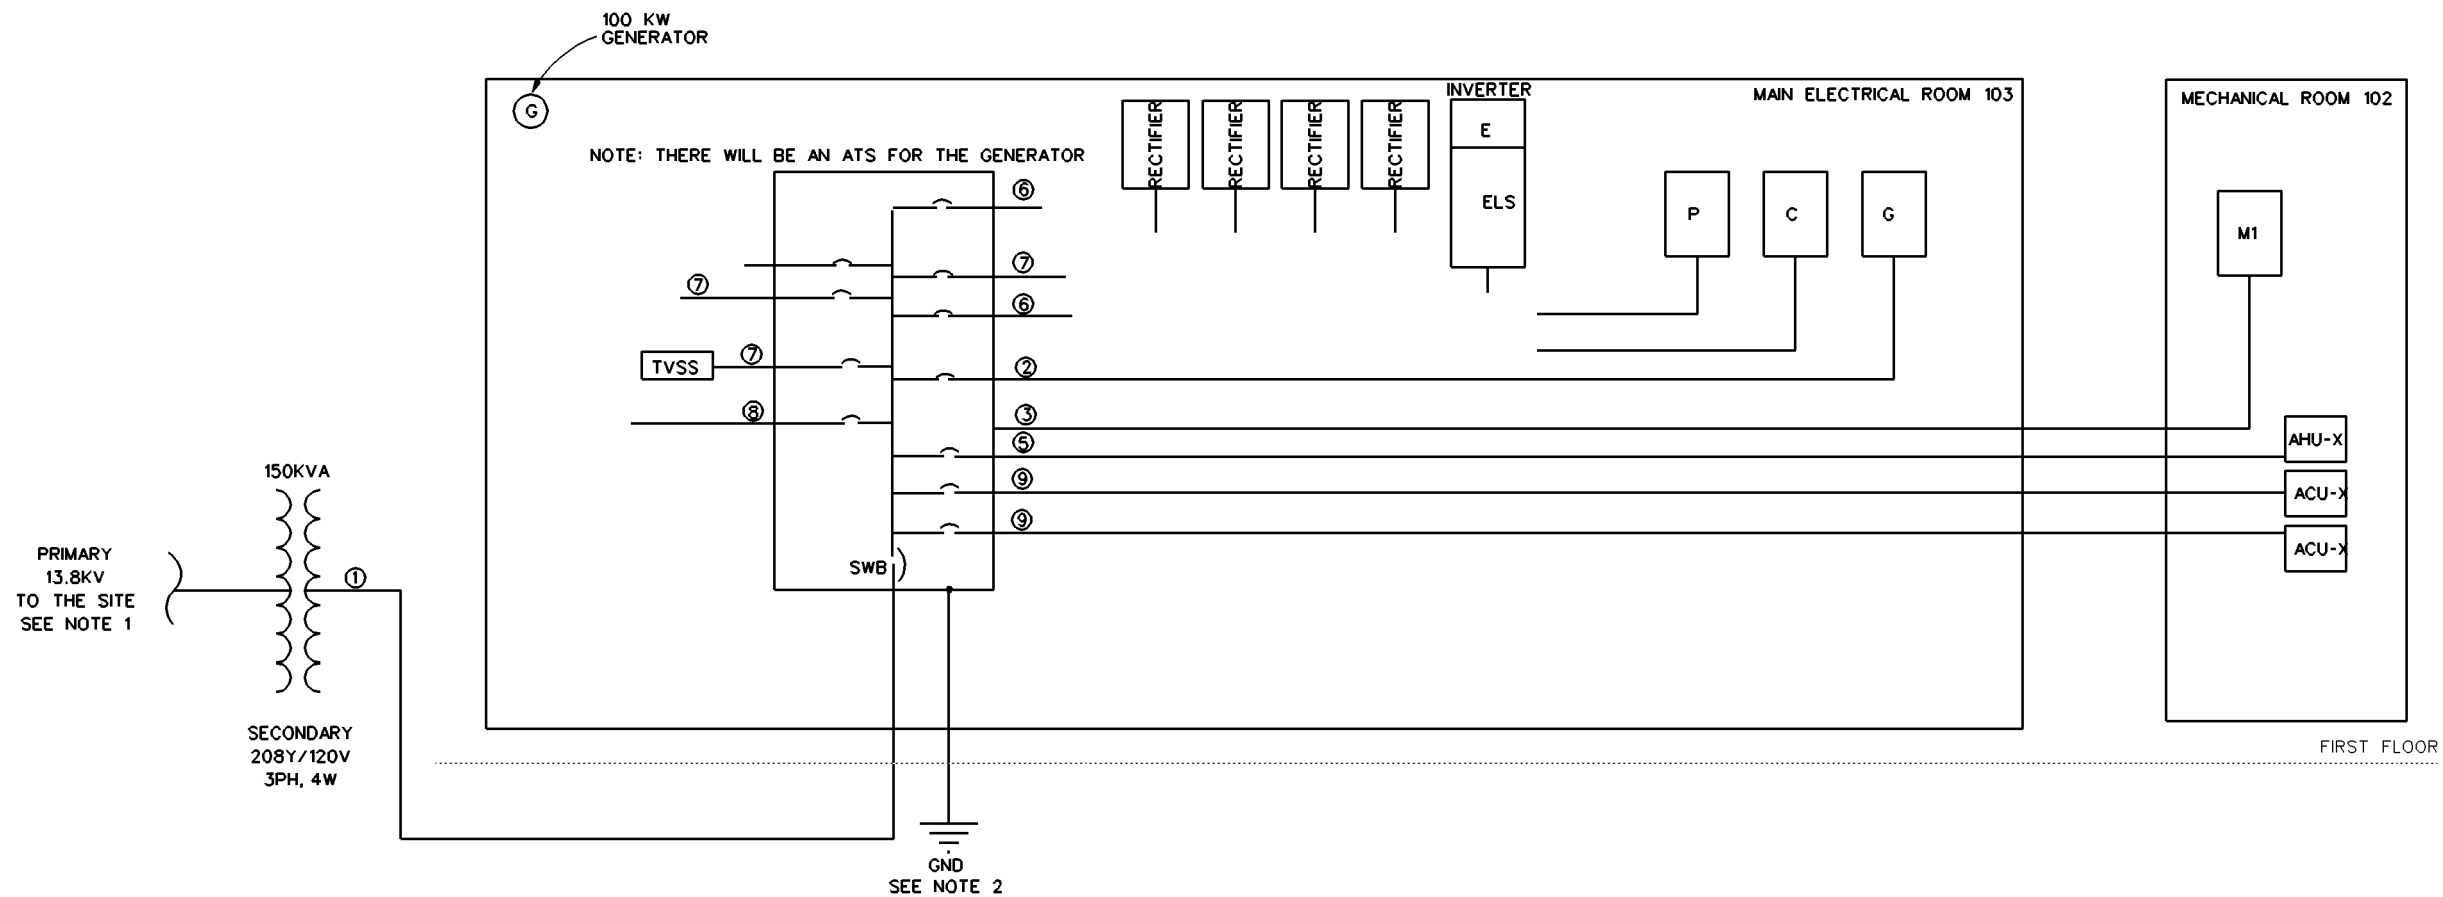 100 KW
GENERATOR
G
NOTE: THERE WILL BE AN ATS FOR THE GENERATOR
RECTIFIER
RECTIFIER
RECTIFIER
RECTIFIER
INVERTER
E
ELS
MAIN ELECTRICAL ROOM 103
P
C
G
MECHANICAL ROOM 102
M1
6
7
7
6
TVSS
7
2
8
3
5
AHU-X
9
ACU-X
9
ACU-X
SWB
150KVA
1
PRIMARY
13.8KV
TO THE SITE
SEE NOTE 1
SECONDARY
208Y/120V
3PH, 4W
FIRST FLOOR
GND
SEE NOTE 2